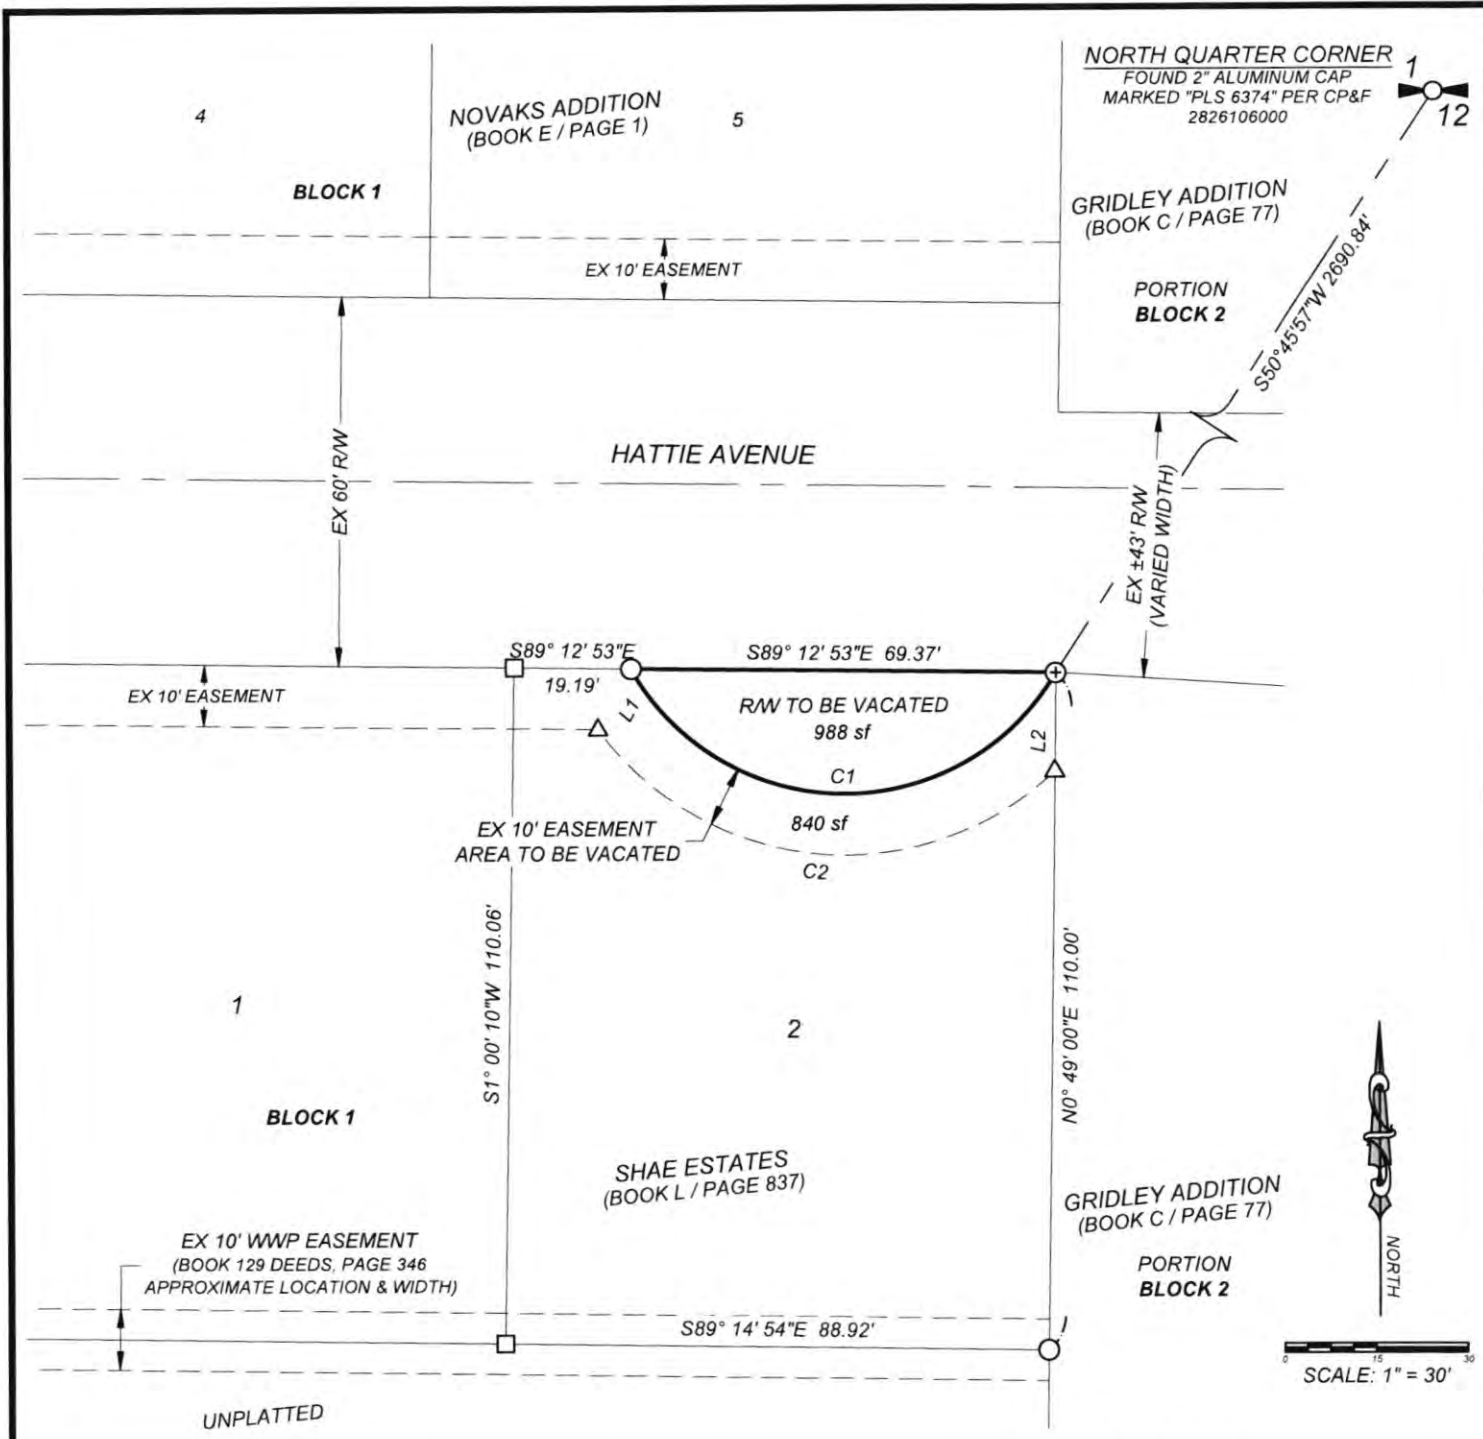 NORTH QUARTER CORNER
FOUND 2" ALUMINUM CAP
MARKED "PLS 6374" PER CP&F
2826106000
1
12
4
NOVAKS ADDITION
(BOOK E / PAGE 1)
5
BLOCK 1
GRIDLEY ADDITION
(BOOK C / PAGE 77)
EX 10' EASEMENT
PORTION
BLOCK 2
S50°45'57"W 2690.84'
EX 60' R/W
HATTIE AVENUE
EX ±43' R/W
(VARIED WIDTH)
S89° 12' 53"E
19.19'
S89° 12' 53"E 69.37'
EX 10' EASEMENT
L1
R/W TO BE VACATED
988 sf
L2
C1
EX 10' EASEMENT
AREA TO BE VACATED
840 sf
C2
S1° 00' 10"W 110.06'
N0° 49' 00"E 110.00'
1
2
BLOCK 1
SHAE ESTATES
(BOOK L / PAGE 837)
GRIDLEY ADDITION
(BOOK C / PAGE 77)
PORTION
BLOCK 2
EX 10' WWP EASEMENT
(BOOK 129 DEEDS, PAGE 346
APPROXIMATE LOCATION & WIDTH)
S89° 14' 54"E 88.92'
UNPLATTED
NORTH
0 15 30
SCALE: 1" = 30'